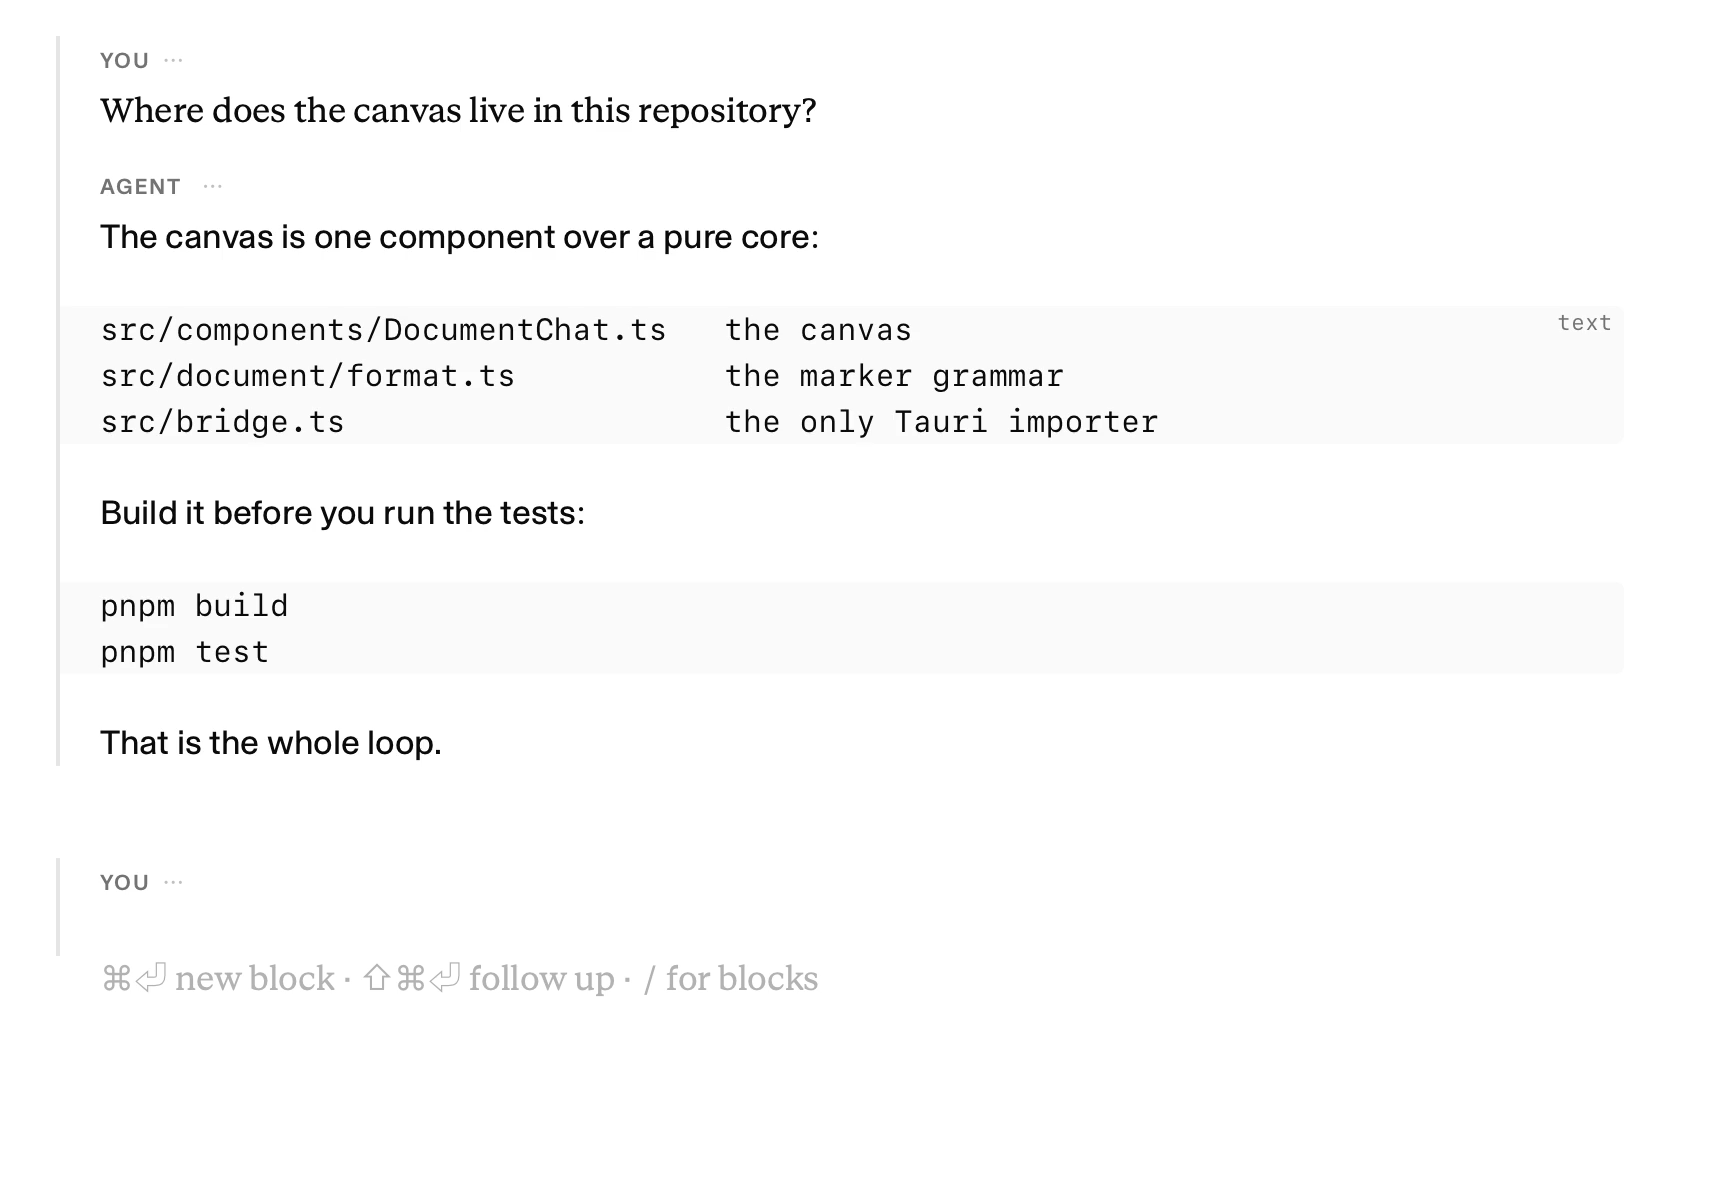 YOU ···
Where does the canvas live in this repository?
AGENT ···
The canvas is one component over a pure core:
text
src/components/DocumentChat.ts   the canvas
src/document/format.ts           the marker grammar
src/bridge.ts                    the only Tauri importer
Build it before you run the tests:
pnpm build
pnpm test
That is the whole loop.
YOU ···
⌘⏎ new block · ⇧⌘⏎ follow up · / for blocks